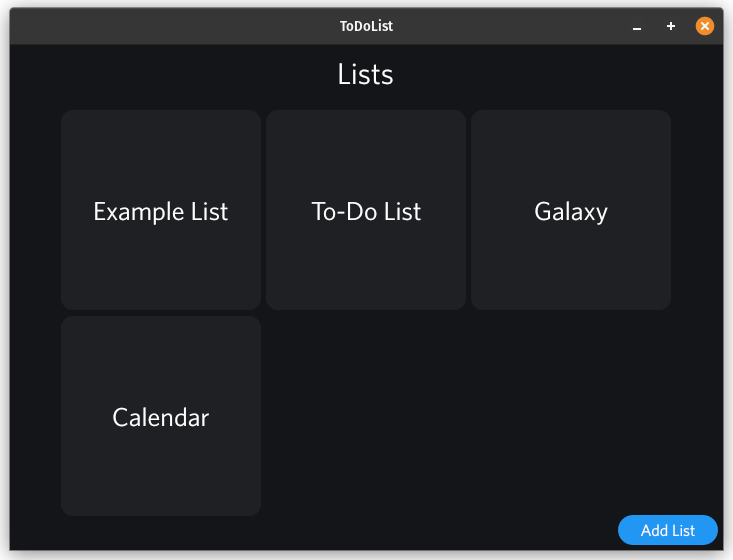 ToDoList
Lists
Example List
To-Do List
Galaxy
Calendar
Add List